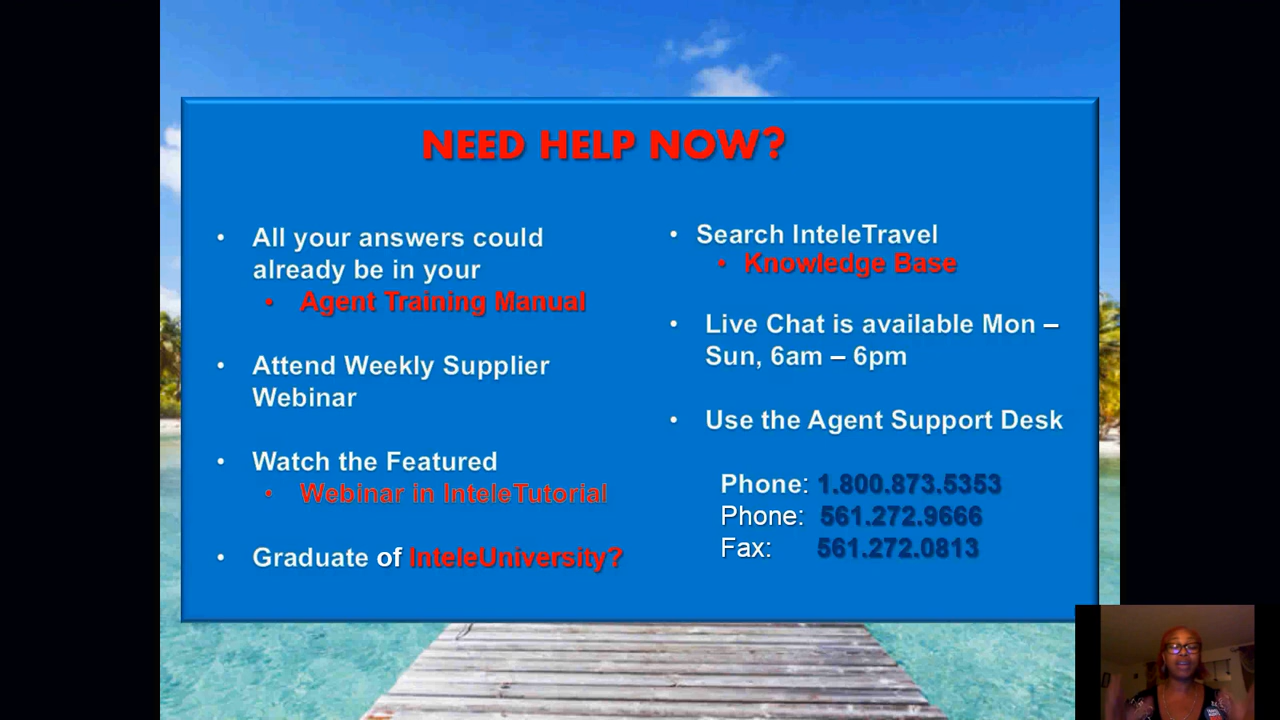 NEED HELP NOW?
• All your answers could
already be in your
• Agent Training Manual
• Attend Weekly Supplier
Webinar
• Watch the Featured
• Webinar in InteleTutorial
• Graduate of InteleUniversity?
• Search InteleTravel
• Knowledge Base
• Live Chat is available Mon –
Sun, 6am – 6pm
• Use the Agent Support Desk
Phone: 1.800.873.5353
Phone: 561.272.9666
Fax: 561.272.0813